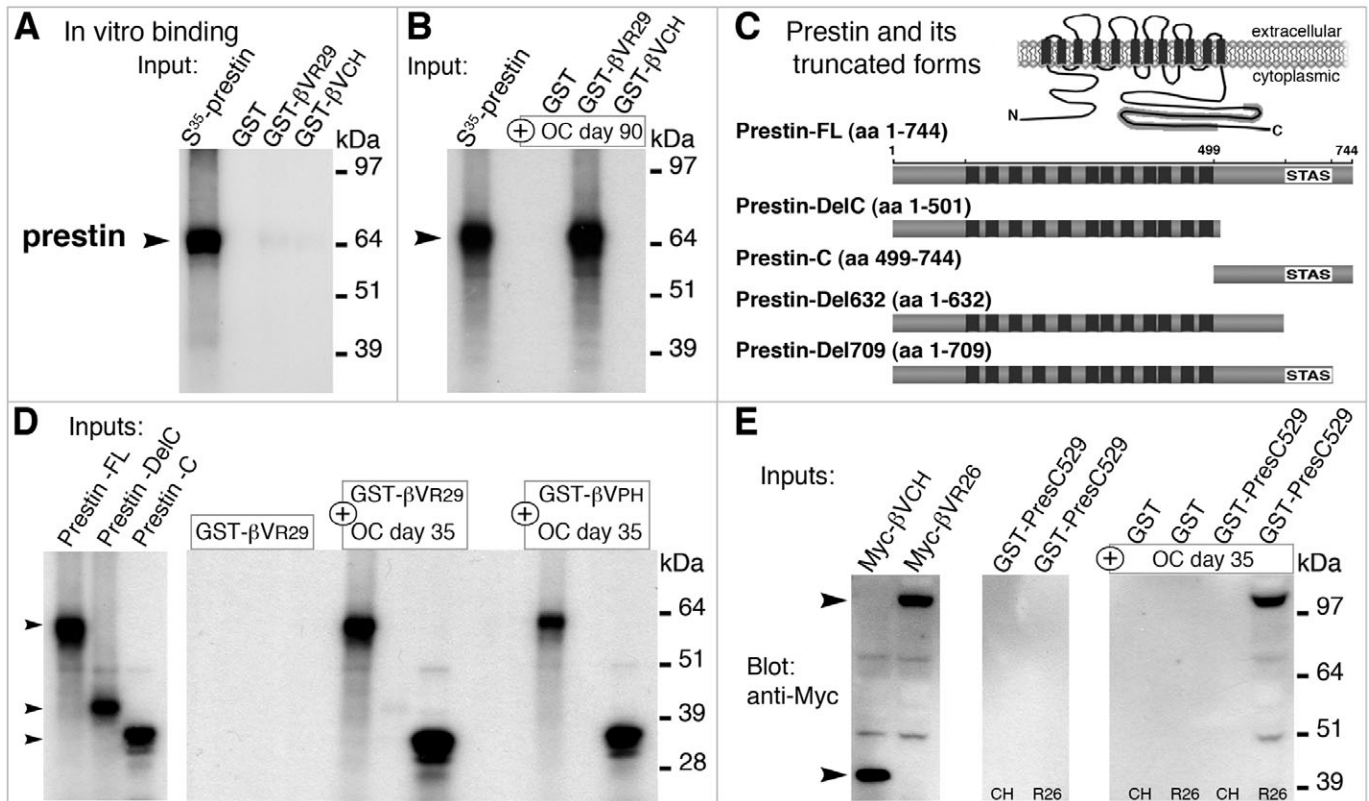 A In vitro binding
Input:
S35-prestin
GST
GST-βVR29
GST-βVCH
kDa
97
prestin
64
51
39
B
Input:
S35-prestin
GST
GST-βVR29
GST-βVCH
+ OC day 90
kDa
97
64
51
39
C Prestin and its
truncated forms
extracellular
cytoplasmic
N
C
Prestin-FL (aa 1-744)
1 499 744
STAS
Prestin-DelC (aa 1-501)
Prestin-C (aa 499-744)
STAS
Prestin-Del632 (aa 1-632)
Prestin-Del709 (aa 1-709)
STAS
D Inputs:
Prestin -FL
Prestin -DelC
Prestin -C
GST-βVR29
+ GST-βVR29
OC day 35
+ GST-βVPH
OC day 35
kDa
64
51
39
28
E
Inputs:
Myc-βVCH
Myc-βVR26
GST-PresC529
GST-PresC529
GST
GST
GST-PresC529
GST-PresC529
+ OC day 35
kDa
97
Blot:
anti-Myc
64
51
39
CH R26
CH R26 CH R26